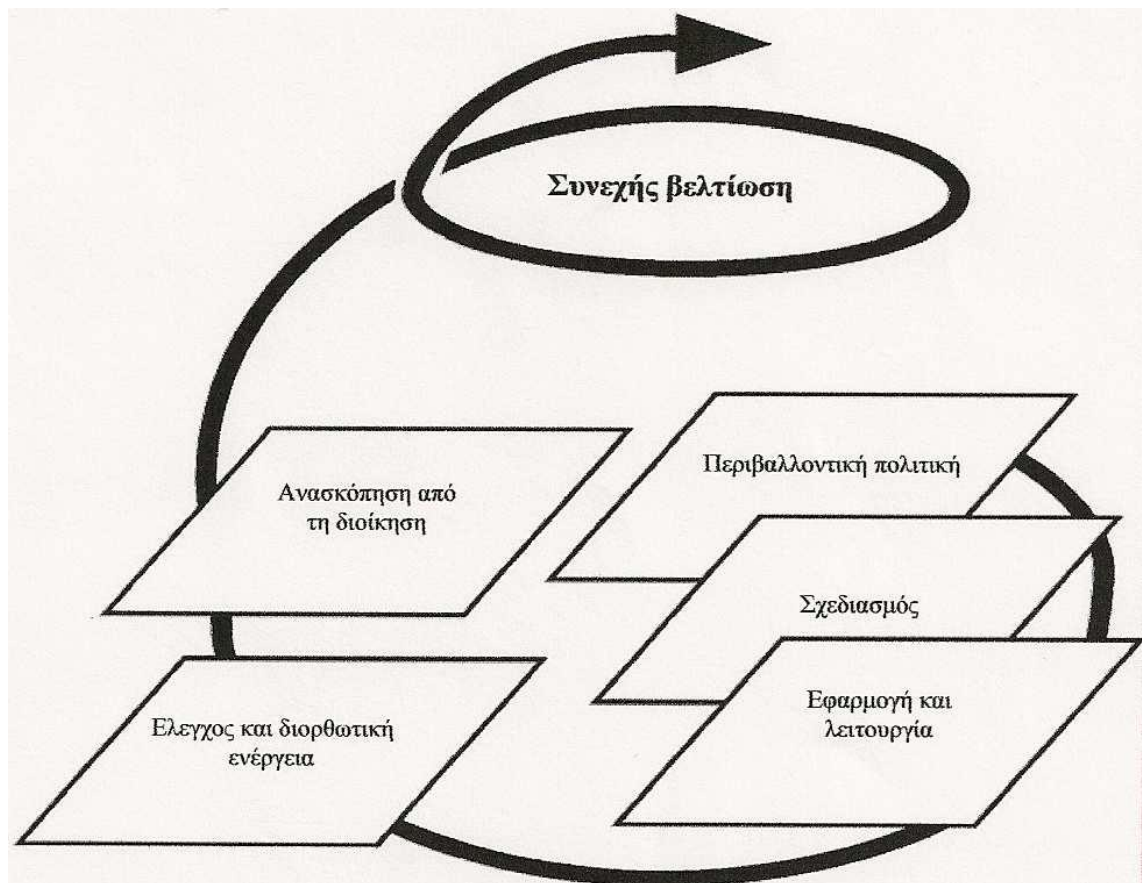 Συνεχής βελτίωση
Περιβαλλοντική πολιτική
Ανασκόπηση από
τη διοίκηση
Σχεδιασμός
Εφαρμογή και
λειτουργία
Ελεγχος και διορθωτική
ενέργεια